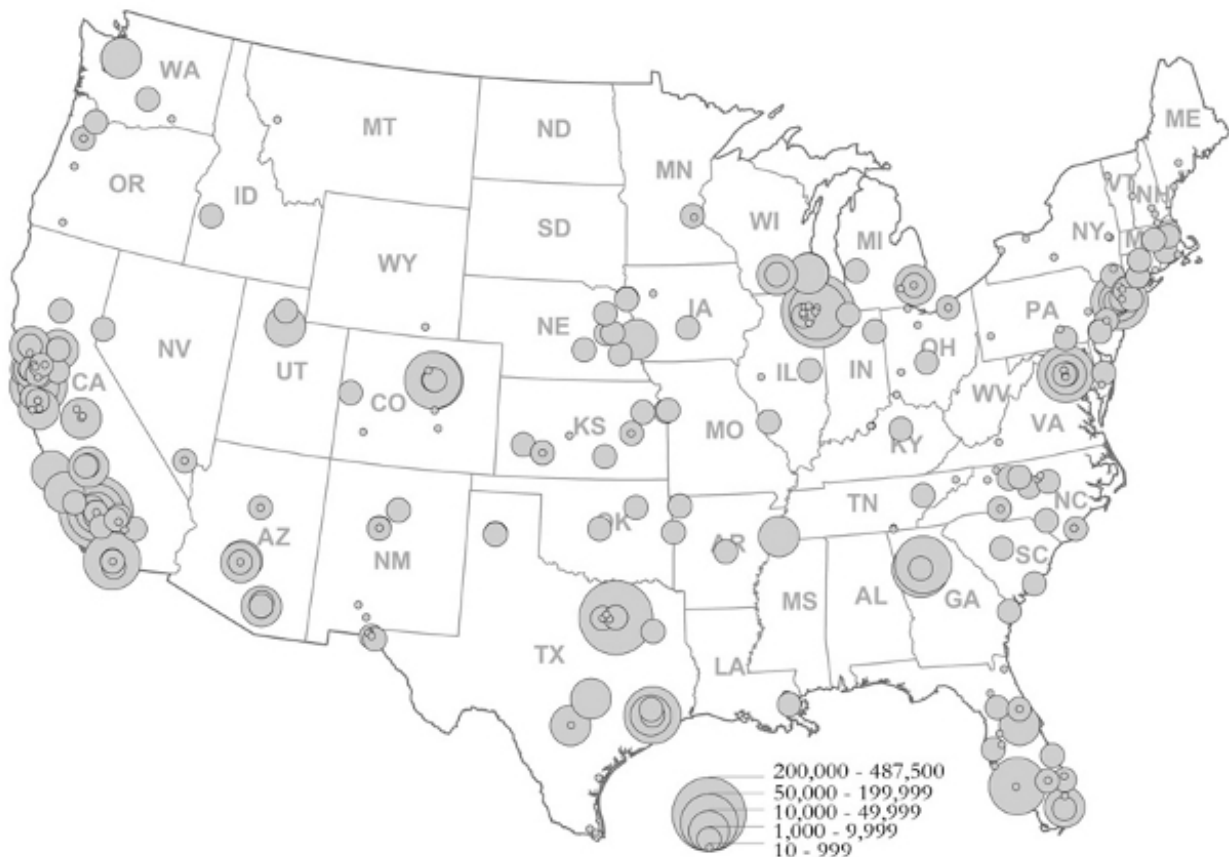 WA
MT
ND
ME
MN
OR
ID
VT
NH
WI
NY
MI
SD
M
WY
IA
PA
NE
OH
NV
IL
IN
UT
CA
CO
WV
VA
KS
MO
KY
TN
NC
OK
AZ
AR
NM
SC
MS
AL
GA
TX
LA
200,000 - 487,500
50,000 - 199,999
10,000 - 49,999
1,000 - 9,999
10 - 999